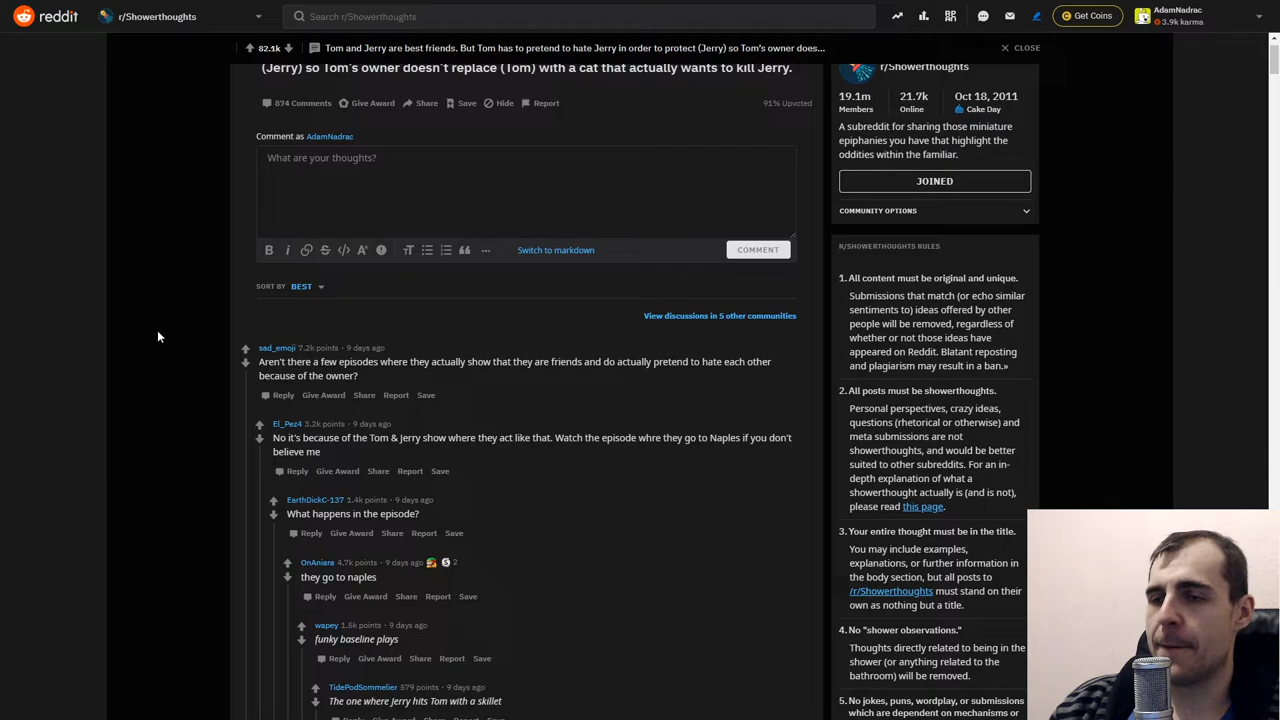 reddit
r/Showerthoughts
Search r/Showerthoughts
Get Coins
AdamNadrac
3.9k karma
82.1k
Tom and Jerry are best friends. But Tom has to pretend to hate Jerry in order to protect (Jerry) so Tom's owner does...
CLOSE
(Jerry) so Tom's owner doesn't replace (Tom) with a cat that actually wants to kill Jerry.
874 Comments Give Award Share Save Hide Report
91% Upvoted
Comment as AdamNadrac
What are your thoughts?
Switch to markdown
COMMENT
SORT BY BEST
View discussions in 5 other communities
sad_emoji 7.2k points · 9 days ago
Aren't there a few episodes where they actually show that they are friends and do actually pretend to hate each other
because of the owner?
Reply Give Award Share Report Save
El_Pez4 3.2k points · 9 days ago
No it's because of the Tom & Jerry show where they act like that. Watch the episode whre they go to Naples if you don't
believe me
Reply Give Award Share Report Save
EarthDickC-137 1.4k points · 9 days ago
What happens in the episode?
Reply Give Award Share Report Save
OnAniara 4.7k points · 9 days ago S 2
they go to naples
Reply Give Award Share Report Save
wapey 1.5k points · 9 days ago
funky baseline plays
Reply Give Award Share Report Save
TidePodSommelier 579 points · 9 days ago
The one where Jerry hits Tom with a skillet
Reply Give Award Share Report Save
r/Showerthoughts
19.1m
Members
21.7k
Online
Oct 18, 2011
Cake Day
A subreddit for sharing those miniature
epiphanies you have that highlight the
oddities within the familiar.
JOINED
COMMUNITY OPTIONS
R/SHOWERTHOUGHTS RULES
1. All content must be original and unique.
Submissions that match (or echo similar
sentiments to) ideas offered by other
people will be removed, regardless of
whether or not those ideas have
appeared on Reddit. Blatant reposting
and plagiarism may result in a ban.»
2. All posts must be showerthoughts.
Personal perspectives, crazy ideas,
questions (rhetorical or otherwise) and
meta submissions are not
showerthoughts, and would be better
suited to other subreddits. For an in-
depth explanation of what a
showerthought actually is (and is not),
please read this page.
3. Your entire thought must be in the title.
You may include examples,
explanations, or further information in
the body section, but all posts to
/r/Showerthoughts must stand on their
own as nothing but a title.
4. No "shower observations."
Thoughts directly related to being in the
shower (or anything related to the
bathroom) will be removed.
5. No jokes, puns, wordplay, or submissions
which are dependent on mechanisms or